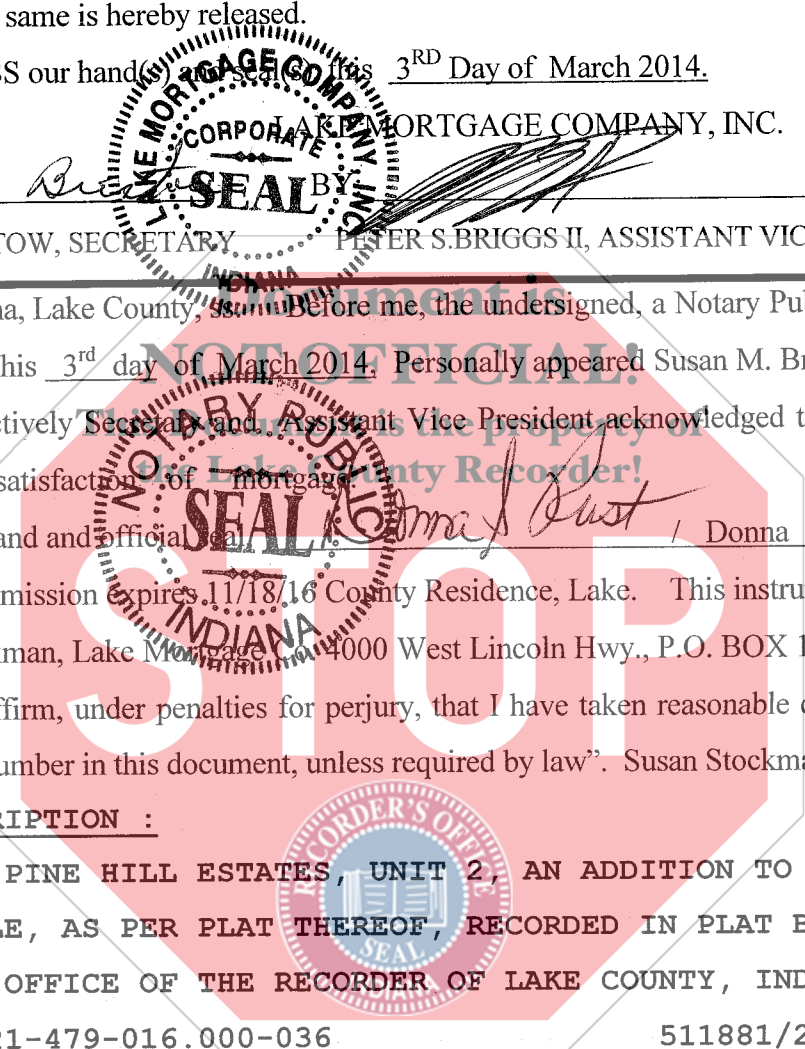 same is hereby released.
S our hand(s) and seal(s) this 3RD Day of March 2014.
LAKE MORTGAGE COMPANY, INC.
LAKE MORTGAGE COMPANY, INC.
CORPORATE
SEAL
INDIANA
BY
TOW, SECRETARY PETER S.BRIGGS II, ASSISTANT VIC
na, Lake County, ss: Before me, the undersigned, a Notary Pu
his 3rd day of March 2014, Personally appeared Susan M. B
ctively Secretary and Assistant Vice President acknowledged t
satisfaction of mortgage
and and official seal. Donna S Rust / Donna
mission expires 11/18/16 County Residence, Lake. This instru
man, Lake Mortgage Co. 4000 West Lincoln Hwy., P.O. BOX 1
ffirm, under penalties for perjury, that I have taken reasonable
umber in this document, unless required by law”. Susan Stockma
NOTARY PUBLIC
SEAL
INDIANA
Document is
NOT OFFICIAL!
This Document is the property of
the Lake County Recorder!
STOP
RIPTION :
PINE HILL ESTATES, UNIT 2, AN ADDITION TO
LE, AS PER PLAT THEREOF, RECORDED IN PLAT B
OFFICE OF THE RECORDER OF LAKE COUNTY, IND
21-479-016.000-036 511881/2
RECORDER'S OFFICE
SEAL
INDIANA